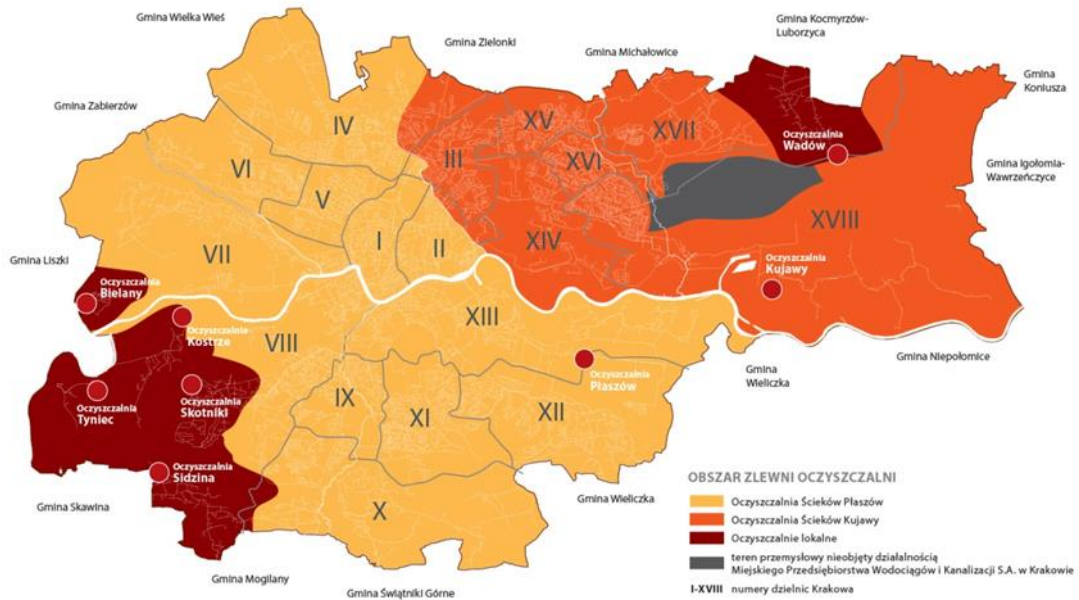 Gmina Wielka Wieś
Gmina Zielonki
Gmina Michałowice
Gmina Kocmyrzów-
Luborzyca
Gmina
Koniusza
Gmina Zabierzów
Gmina Igołomia-
Wawrzeńczyce
Gmina Liszki
IV
VI
V
VII
I
II
III
XV
XVI
XVII
XIV
XVIII
Oczyszczalnia
Wadów
Oczyszczalnia
Kujawy
Oczyszczalnia
Bielany
Oczyszczalnia
Kostrze
VIII
XIII
Oczyszczalnia
Płaszów
Oczyszczalnia
Tyniec
Oczyszczalnia
Skotniki
IX
XI
XII
Oczyszczalnia
Sidzina
X
Gmina Niepołomice
Gmina
Wieliczka
Gmina Wieliczka
Gmina Skawina
Gmina Mogilany
Gmina Świątniki Górne
OBSZAR ZLEWNI OCZYSZCZALNI
Oczyszczalnia Ścieków Płaszów
Oczyszczalnia Ścieków Kujawy
Oczyszczalnie lokalne
teren przemysłowy nieobjęty działalnością
Miejskiego Przedsiębiorstwa Wodociągów i Kanalizacji S.A. w Krakowie
I-XVIII numery dzielnic Krakowa